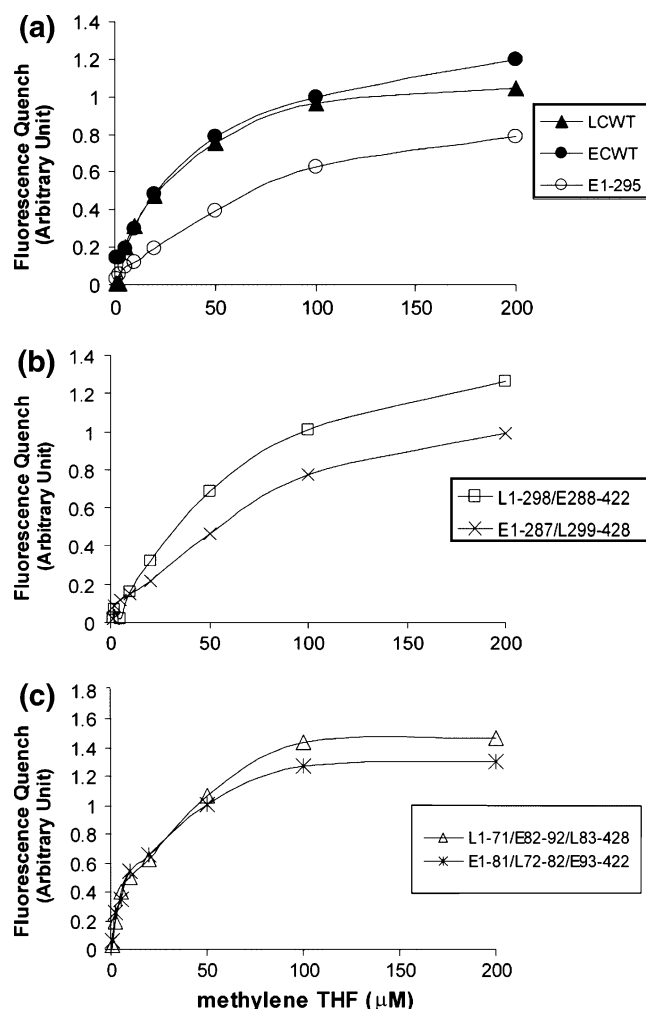 (a)
Fluorescence Quench
(Arbitrary Unit)
1.4
1.2
1
0.8
0.6
0.4
0.2
0
0 50 100 150 200
LCWT
ECWT
E1-295
(b)
Fluorescence Quench
(Arbitrary Unit)
1.4
1.2
1
0.8
0.6
0.4
0.2
0
0 50 100 150 200
L1-298/E288-422
E1-287/L299-428
(c)
Fluorescence Quench
(Arbitrary Unit)
1.8
1.6
1.4
1.2
1
0.8
0.6
0.4
0.2
0
0 50 100 150 200
L1-71/E82-92/L83-428
E1-81/L72-82/E93-422
methylene THF (μM)